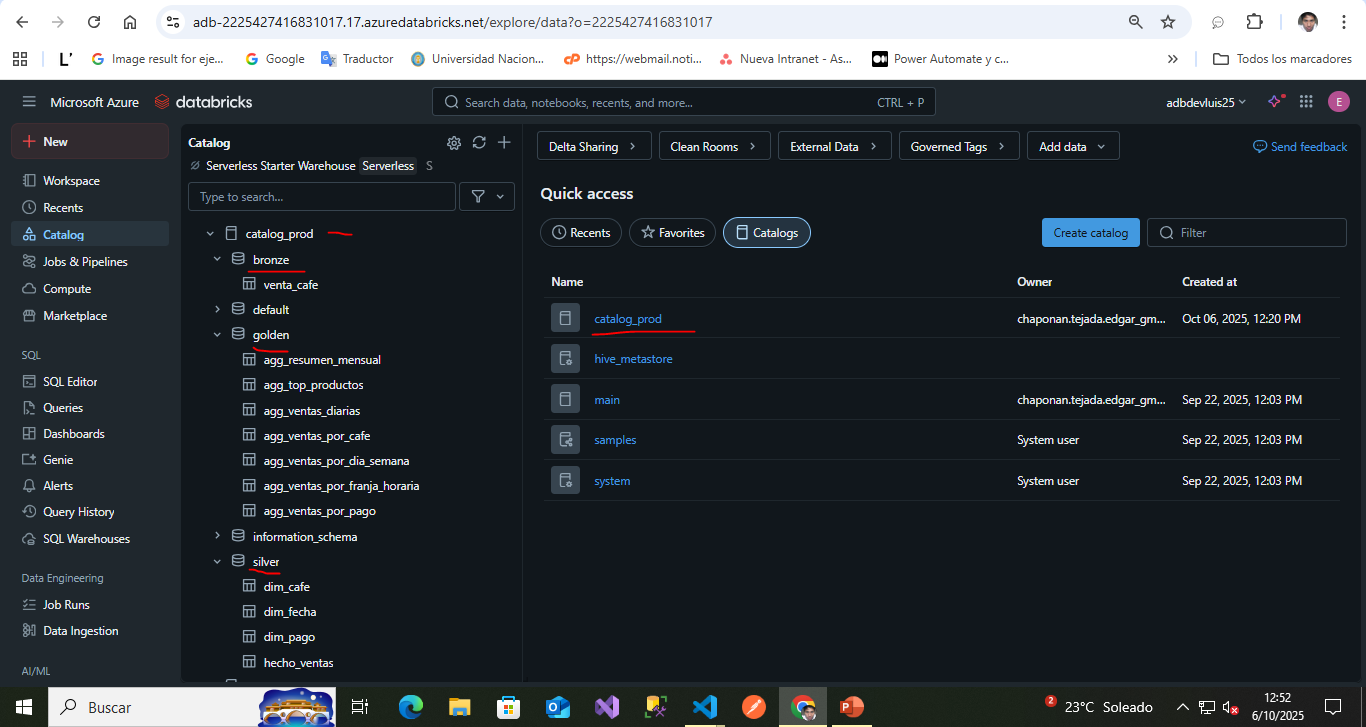 adb-2225427416831017.17.azuredatabricks.net/explore/data?o=2225427416831017
L'
Image result for eje...
Google
Traductor
Universidad Nacion...
https://webmail.noti...
Nueva Intranet - As...
Power Automate y c...
»
Todos los marcadores
Microsoft Azure
databricks
Search data, notebooks, recents, and more...
CTRL + P
adbdevluis25
E
New
Workspace
Recents
Catalog
Jobs & Pipelines
Compute
Marketplace
SQL
SQL Editor
Queries
Dashboards
Genie
Alerts
Query History
SQL Warehouses
Data Engineering
Job Runs
Data Ingestion
AI/ML
Catalog
Serverless Starter Warehouse Serverless S
Type to search...
catalog_prod
bronze
venta_cafe
default
golden
agg_resumen_mensual
agg_top_productos
agg_ventas_diarias
agg_ventas_por_cafe
agg_ventas_por_dia_semana
agg_ventas_por_franja_horaria
agg_ventas_por_pago
information_schema
silver
dim_cafe
dim_fecha
dim_pago
hecho_ventas
Delta Sharing
Clean Rooms
External Data
Governed Tags
Add data
Send feedback
Quick access
Recents
Favorites
Catalogs
Create catalog
Filter
Name Owner Created at
catalog_prod chaponan.tejada.edgar_gm... Oct 06, 2025, 12:20 PM
hive_metastore
main chaponan.tejada.edgar_gm... Sep 22, 2025, 12:03 PM
samples System user Sep 22, 2025, 12:03 PM
system System user Sep 22, 2025, 12:03 PM
Buscar
2
23°C Soleado
12:52
6/10/2025